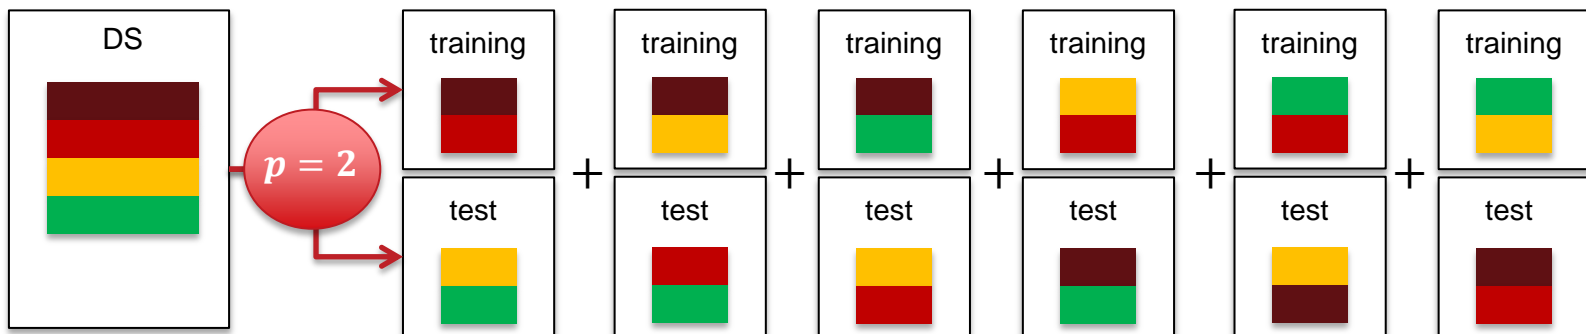 DS
p = 2
training
training
training
training
training
training
+ + + + +
test
test
test
test
test
test